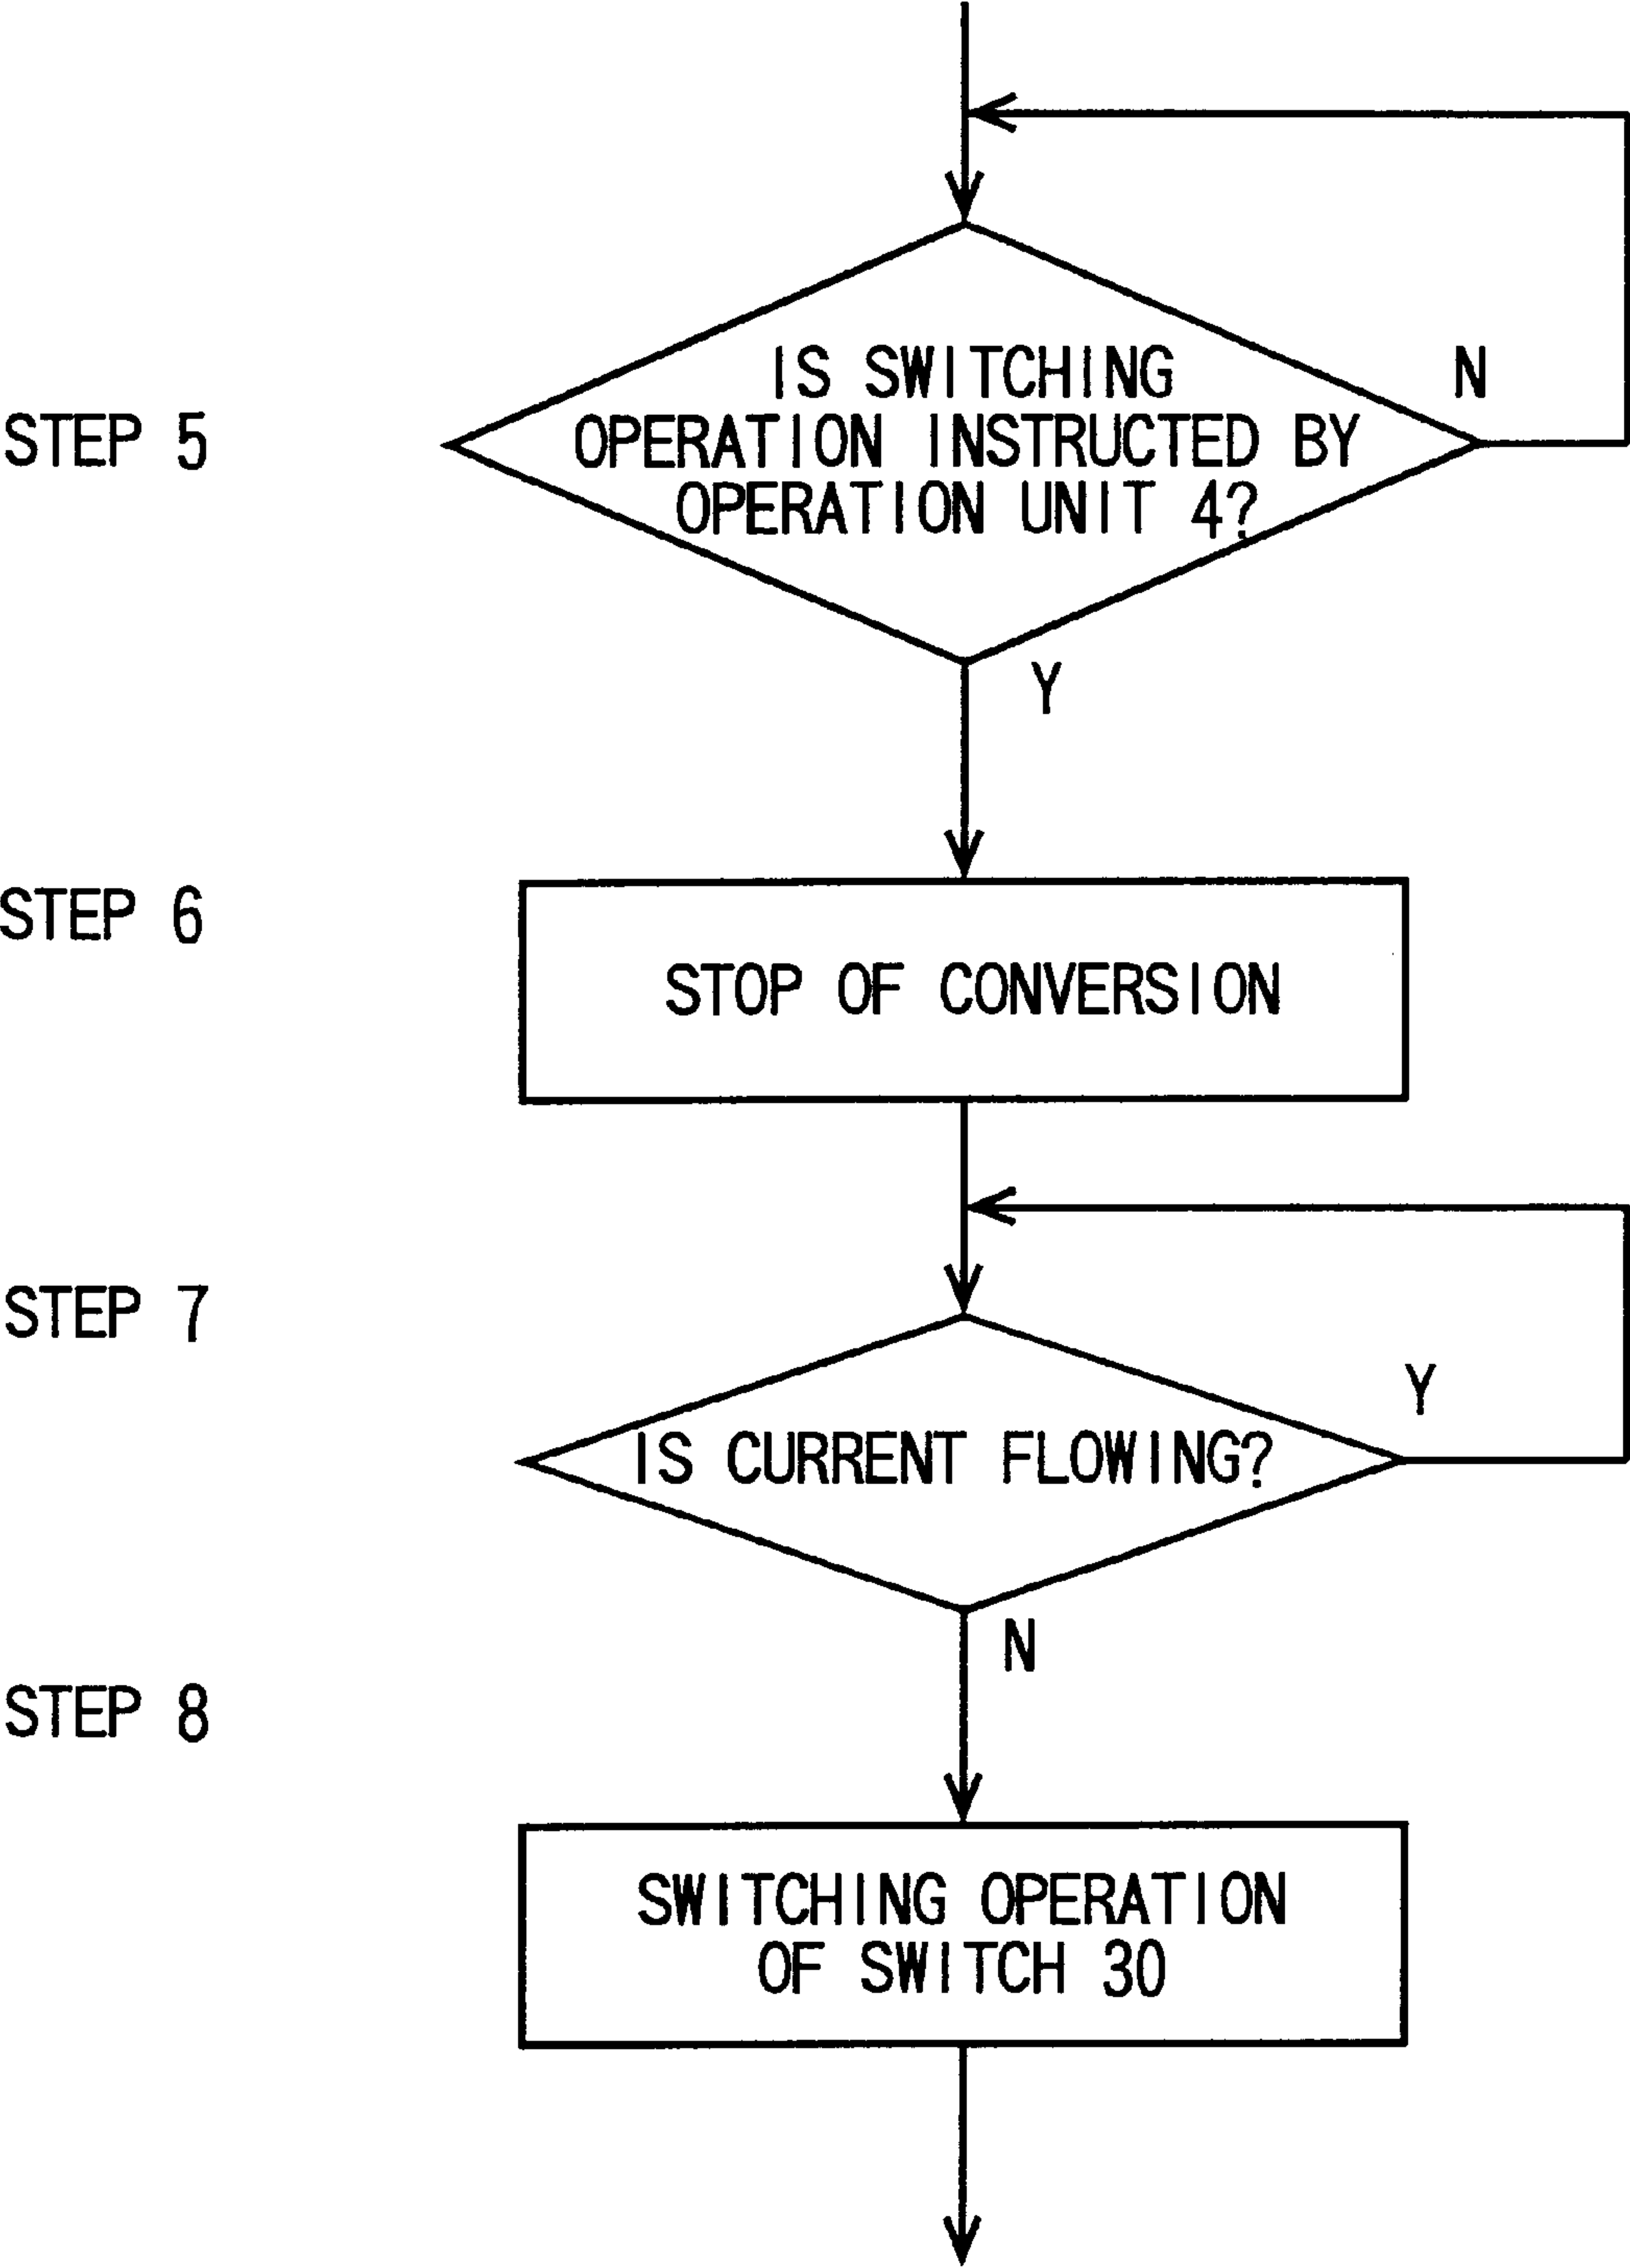 STEP 5
IS SWITCHING
OPERATION INSTRUCTED BY
OPERATION UNIT 4?
N
Y
STEP 6
STOP OF CONVERSION
STEP 7
IS CURRENT FLOWING?
Y
N
STEP 8
SWITCHING OPERATION
OF SWITCH 30